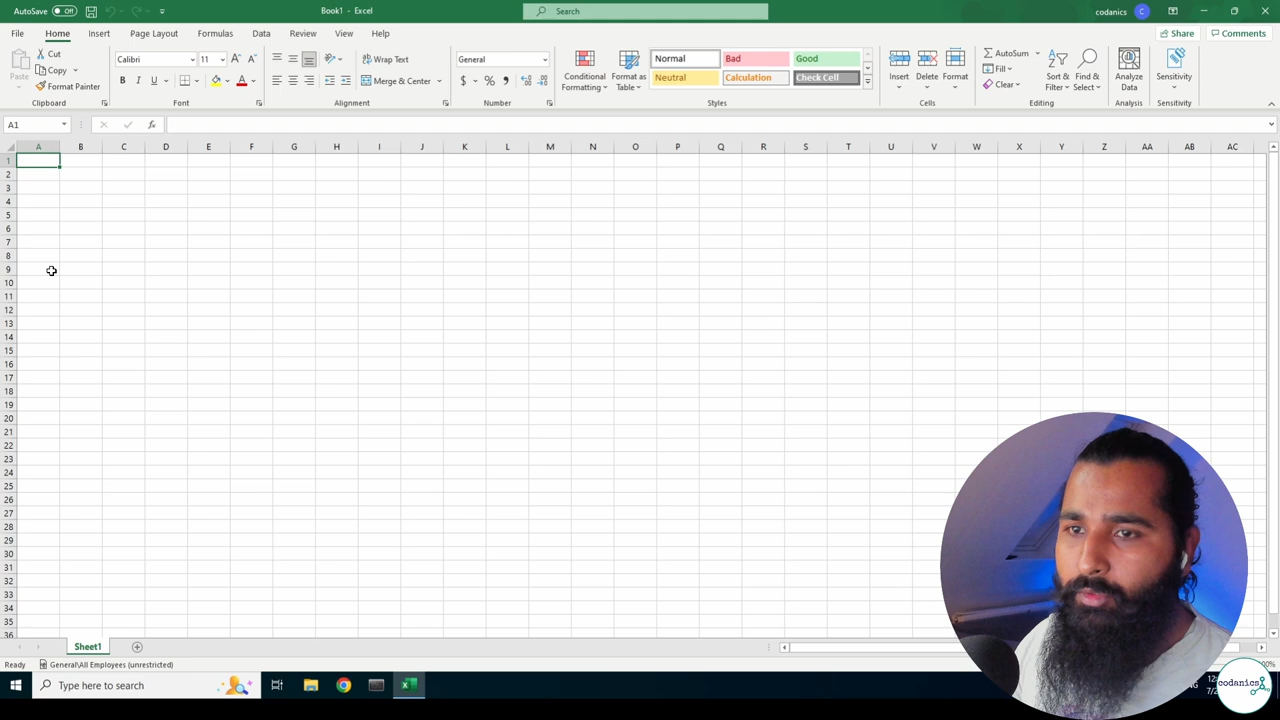 AutoSave Off Book1 - Excel Search codanics C
File Home Insert Page Layout Formulas Data Review View Help Share Comments
Paste Cut Copy Format Painter Clipboard
Calibri 11 A A B I U A Font
Wrap Text Merge & Center Alignment
General $ % Number
Conditional Formatting Format as Table Normal Bad Good Neutral Calculation Check Cell Styles
Insert Delete Format Cells
AutoSum Fill Clear Sort & Filter Find & Select Editing
Analyze Data Analysis
Sensitivity Sensitivity
A1 fx
A B C D E F G H I J K L M N O P Q R S T U V W X Y Z AA AB AC
1
2
3
4
5
6
7
8
9
10
11
12
13
14
15
16
17
18
19
20
21
22
23
24
25
26
27
28
29
30
31
32
33
34
35
36
Sheet1
Ready General\All Employees (unrestricted) 100%
Type here to search
codanics